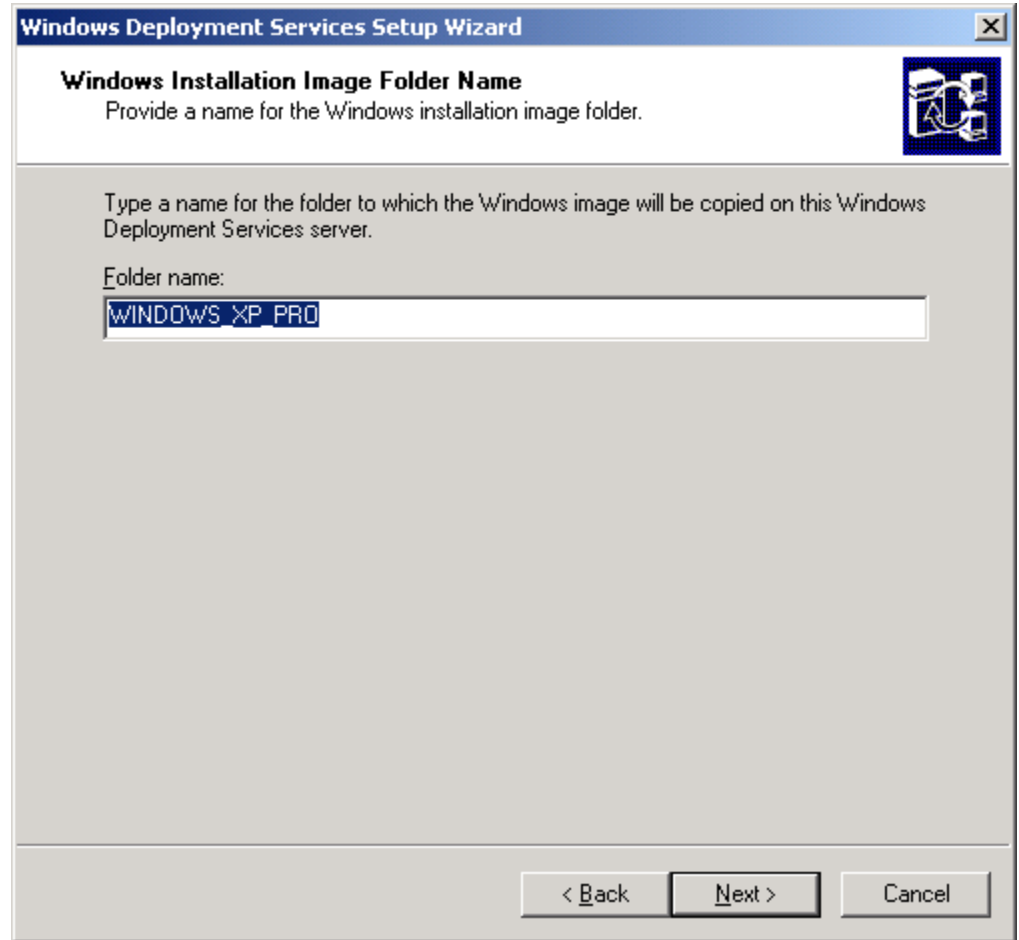 Windows Deployment Services Setup Wizard
Windows Installation Image Folder Name
Provide a name for the Windows installation image folder.
Type a name for the folder to which the Windows image will be copied on this Windows
Deployment Services server.
Folder name:
WINDOWS_XP_PRO
< Back
Next >
Cancel